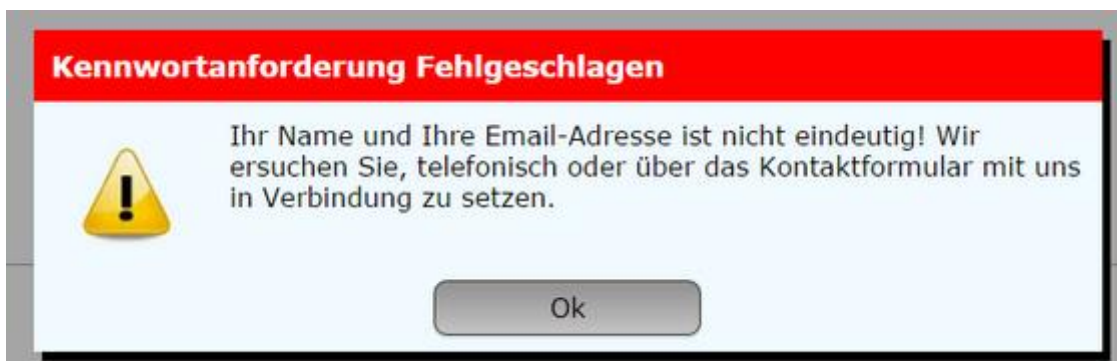 Kennwortanforderung Fehlgeschlagen
Ihr Name und Ihre Email-Adresse ist nicht eindeutig! Wir
ersuchen Sie, telefonisch oder über das Kontaktformular mit uns
in Verbindung zu setzen.
Ok